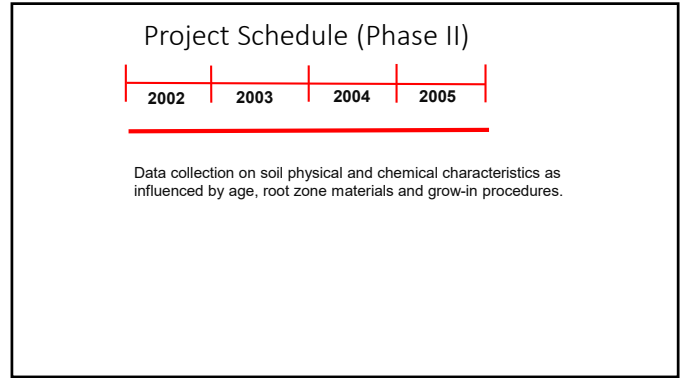 Project Schedule (Phase II)
2002 2003 2004 2005
Data collection on soil physical and chemical characteristics as
influenced by age, root zone materials and grow-in procedures.